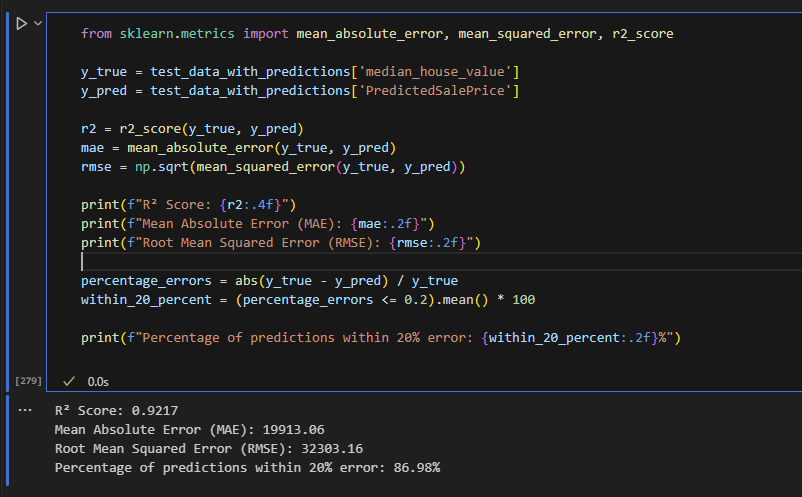 from sklearn.metrics import mean_absolute_error, mean_squared_error, r2_score
y_true = test_data_with_predictions['median_house_value']
y_pred = test_data_with_predictions['PredictedSalePrice']
r2 = r2_score(y_true, y_pred)
mae = mean_absolute_error(y_true, y_pred)
rmse = np.sqrt(mean_squared_error(y_true, y_pred))
print(f"R² Score: {r2:.4f}")
print(f"Mean Absolute Error (MAE): {mae:.2f}")
print(f"Root Mean Squared Error (RMSE): {rmse:.2f}")
percentage_errors = abs(y_true - y_pred) / y_true
within_20_percent = (percentage_errors <= 0.2).mean() * 100
print(f"Percentage of predictions within 20% error: {within_20_percent:.2f}%")
[279] ✓ 0.0s
... R² Score: 0.9217
Mean Absolute Error (MAE): 19913.06
Root Mean Squared Error (RMSE): 32303.16
Percentage of predictions within 20% error: 86.98%